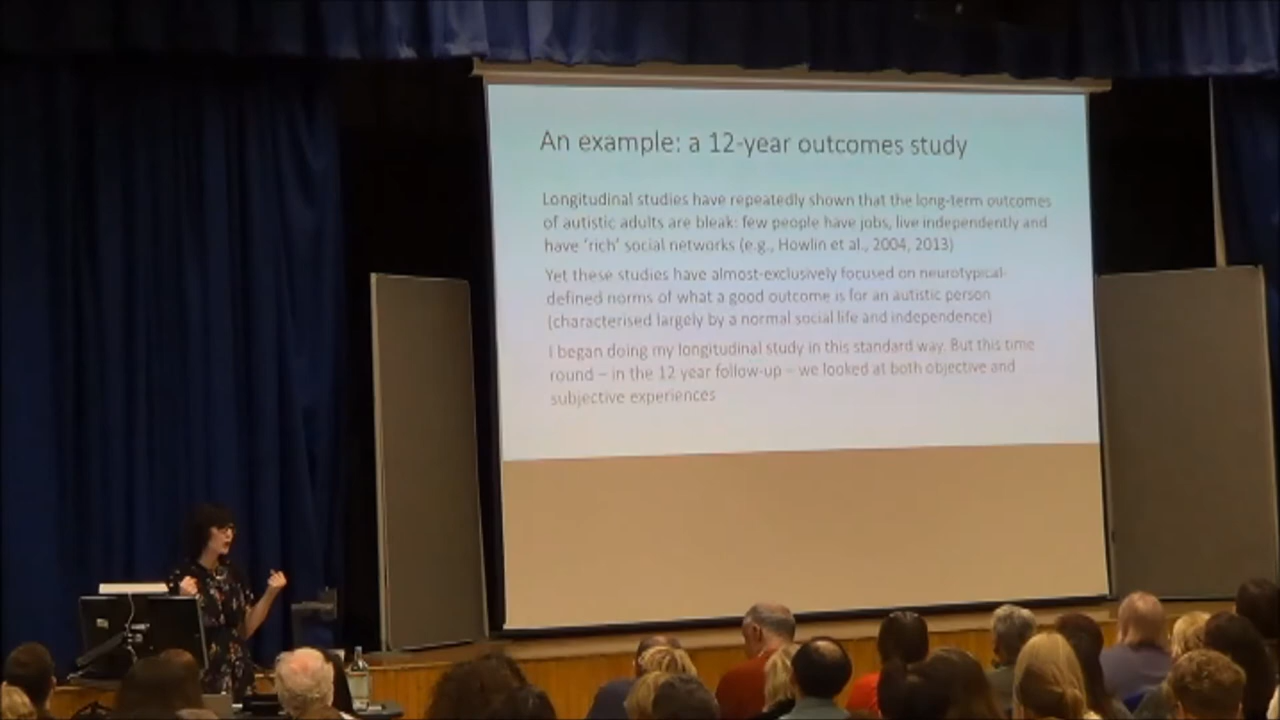 An example: a 12-year outcomes study
Longitudinal studies have repeatedly shown that the long-term outcomes
of autistic adults are bleak: few people have jobs, live independently and
have ‘rich’ social networks (e.g., Howlin et al., 2004, 2013)
Yet these studies have almost-exclusively focused on neurotypical-
defined norms of what a good outcome is for an autistic person
(characterised largely by a normal social life and independence)
I began doing my longitudinal study in this standard way. But this time
round – in the 12 year follow-up – we looked at both objective and
subjective experiences